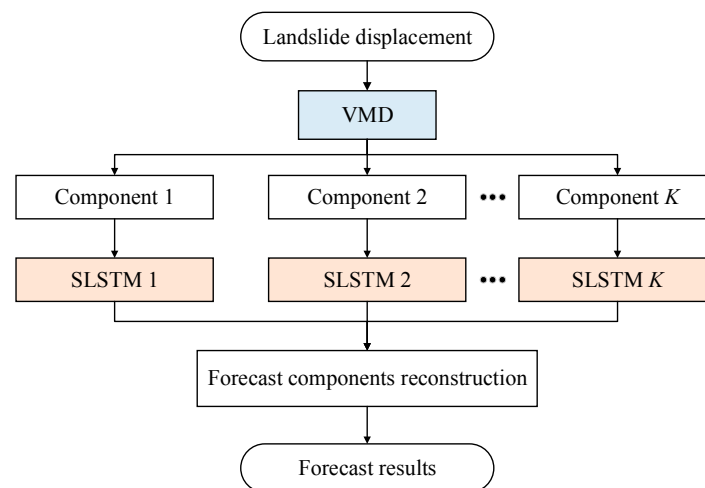 Landslide displacement
VMD
Component 1
Component 2
•••
Component K
SLSTM 1
SLSTM 2
•••
SLSTM K
Forecast components reconstruction
Forecast results